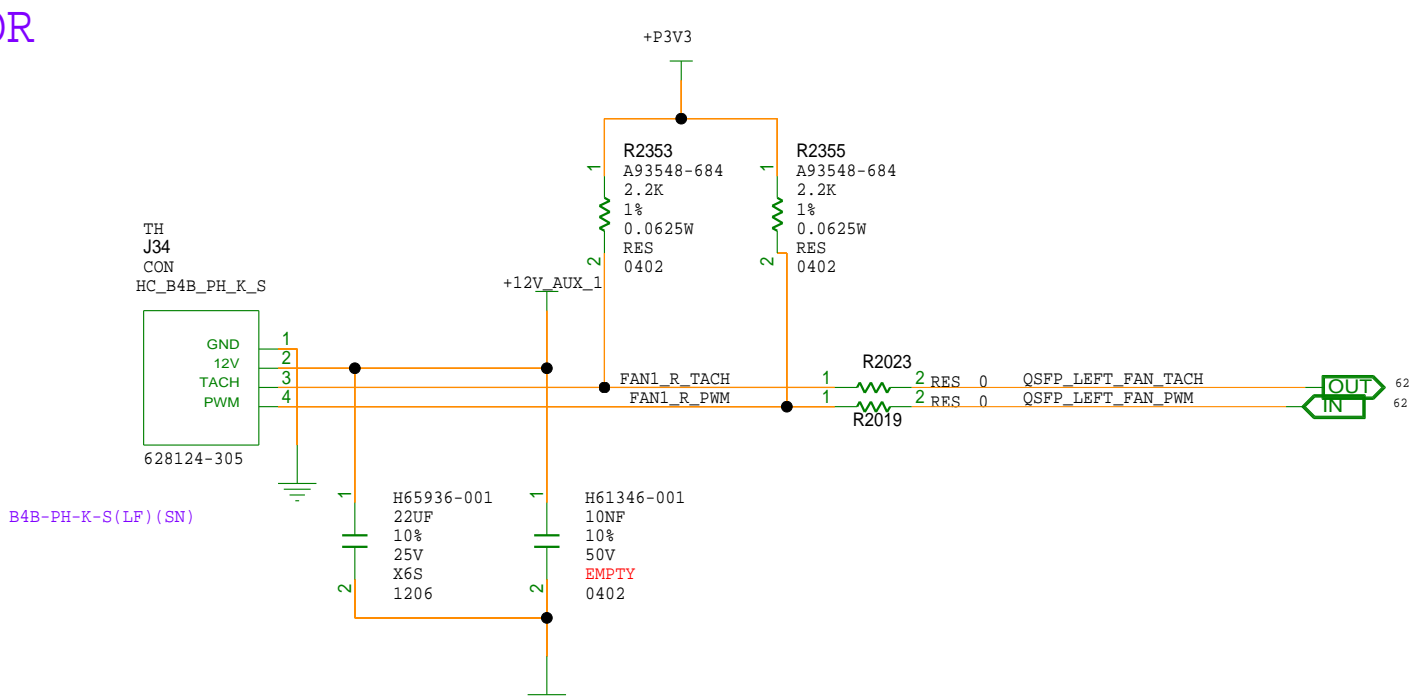 OR
+P3V3
R2353
A93548-684
2.2K
1%
0.0625W
RES
0402
1
2
R2355
A93548-684
2.2K
1%
0.0625W
RES
0402
1
2
TH
J34
CON
HC_B4B_PH_K_S
+12V_AUX_1
GND 1
12V 2
TACH 3
PWM 4
628124-305
B4B-PH-K-S(LF)(SN)
FAN1_R_TACH
FAN1_R_PWM
R2023
1 2 RES 0 QSFP_LEFT_FAN_TACH OUT 62
1 2 RES 0 QSFP_LEFT_FAN_PWM IN 62
R2019
1
2
H65936-001
22UF
10%
25V
X6S
1206
1
2
H61346-001
10NF
10%
50V
EMPTY
0402